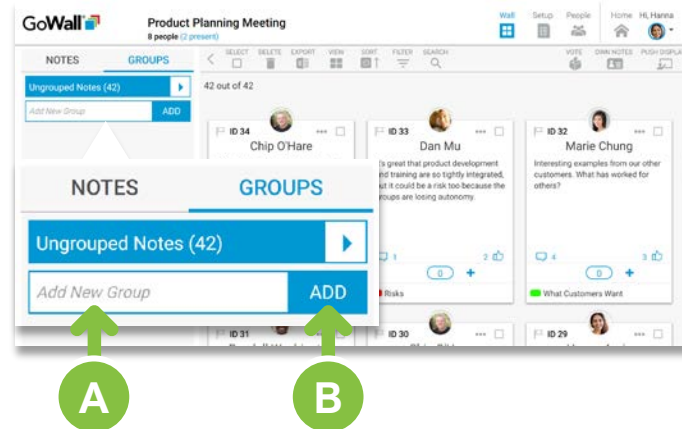 GoWall
Product Planning Meeting
8 people (2 present)
Wall
Setup
People
Home
Hi, Hanna
NOTES
GROUPS
SELECT
DELETE
EXPORT
VIEW
SORT
FILTER
SEARCH
VOTE
OWN NOTES
PUSH DISPLA
Ungrouped Notes (42)
Add New Group
ADD
42 out of 42
ID 34
Chip O'Hare
ID 33
Dan Mu
's great that product development
nd training are so tightly integrated,
ut it could be a risk too because the
roups are losing autonomy.
1
2
0
Risks
ID 32
Marie Chung
Interesting examples from our other
customers. What has worked for
others?
4
3
0
What Customers Want
NOTES
GROUPS
Ungrouped Notes (42)
Add New Group
ADD
ID 31
ID 30
ID 29
A
B